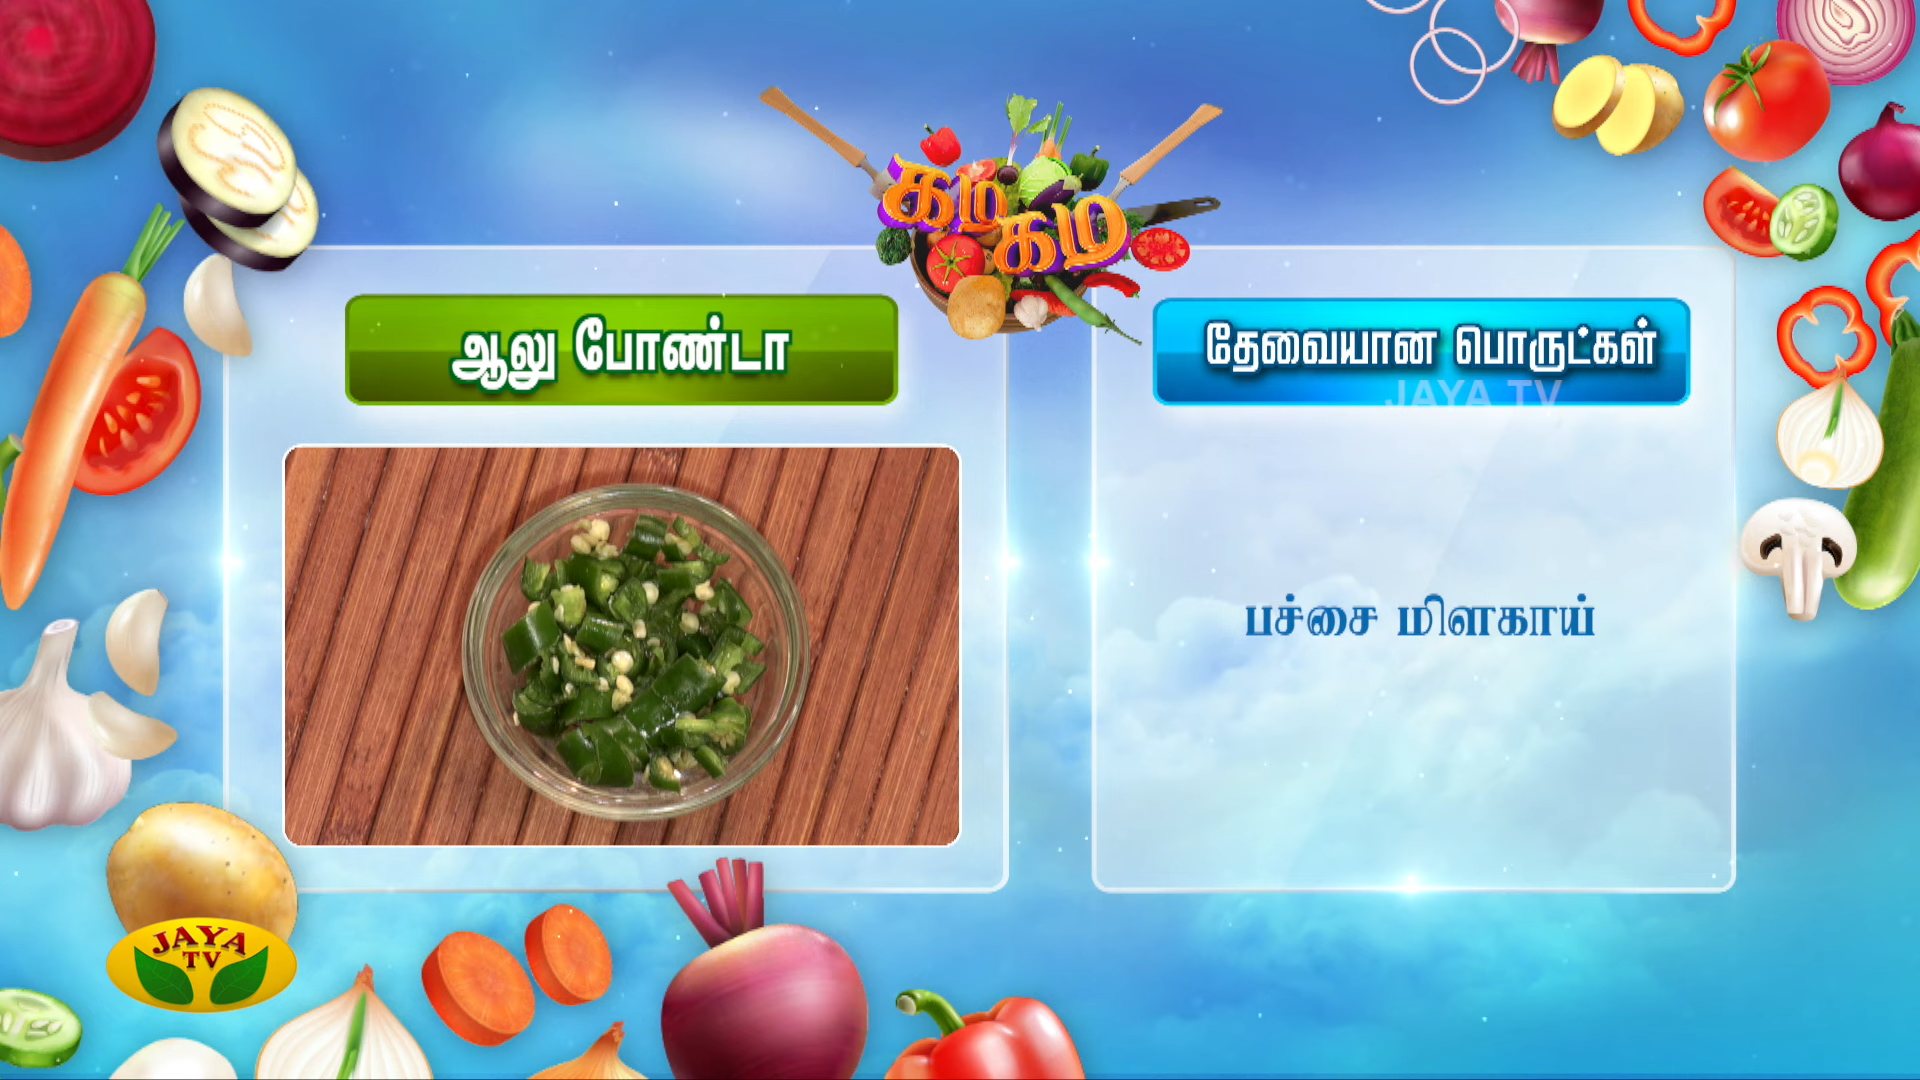 கம
கம
ஆலு போண்டா
தேவையான பொருட்கள்
JAYA TV
பச்சை மிளகாய்
JAYA
TV